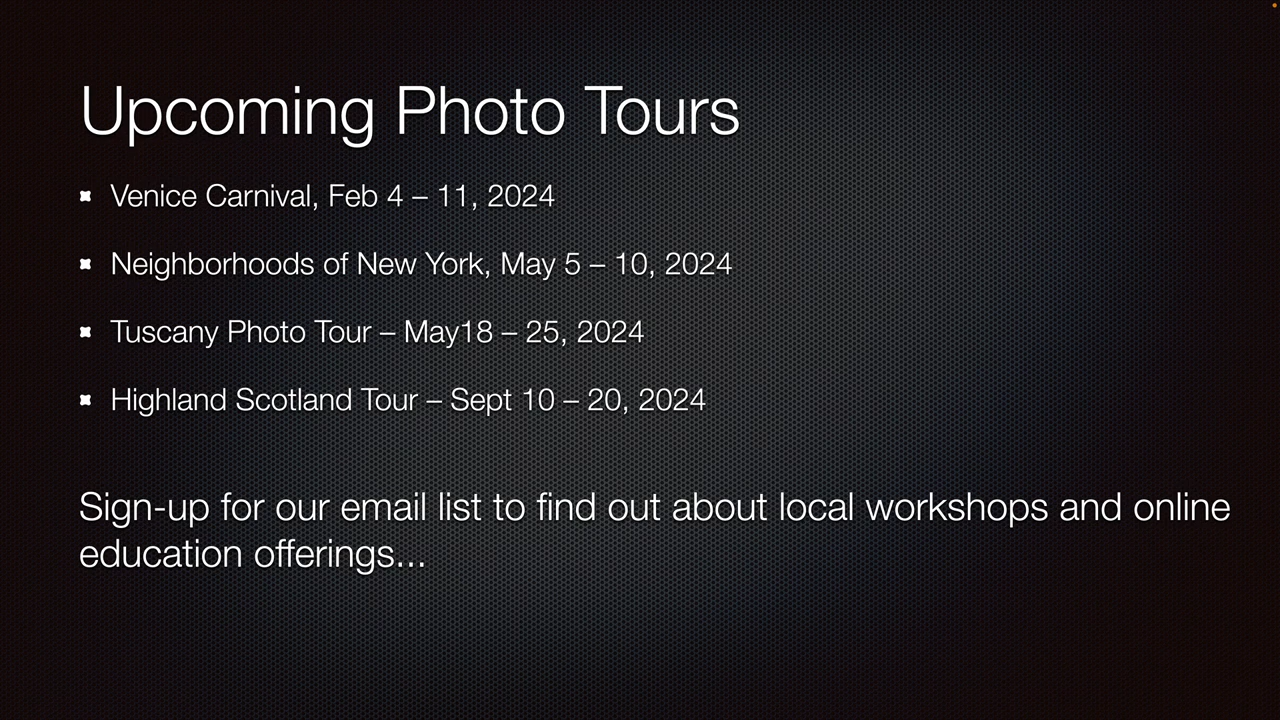 Upcoming Photo Tours
Venice Carnival, Feb 4 – 11, 2024
Neighborhoods of New York, May 5 – 10, 2024
Tuscany Photo Tour – May18 – 25, 2024
Highland Scotland Tour – Sept 10 – 20, 2024
Sign-up for our email list to find out about local workshops and online
education offerings...